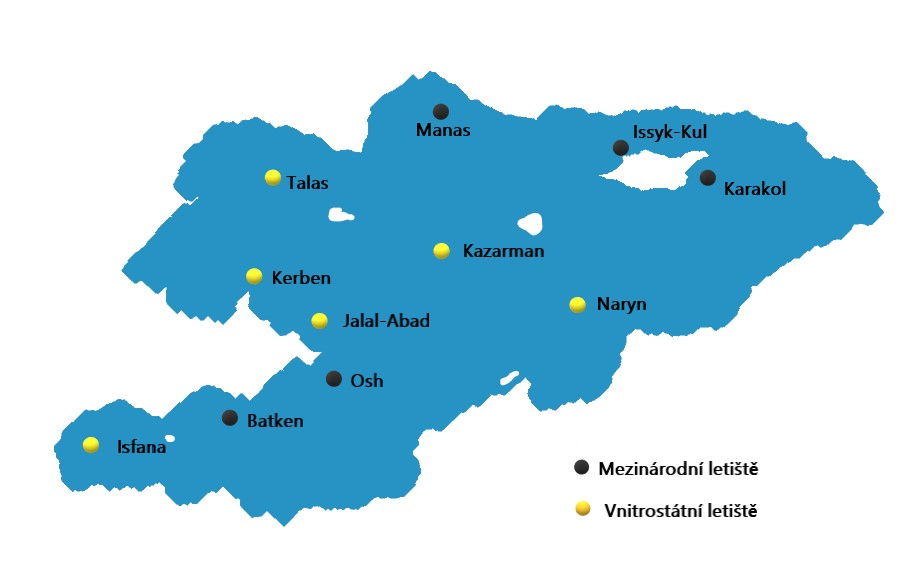 Manas
Issyk-Kul
Talas
Karakol
Kazarman
Kerben
Naryn
Jalal-Abad
Osh
Batken
Isfana
Mezinárodní letiště
Vnitrostátní letiště